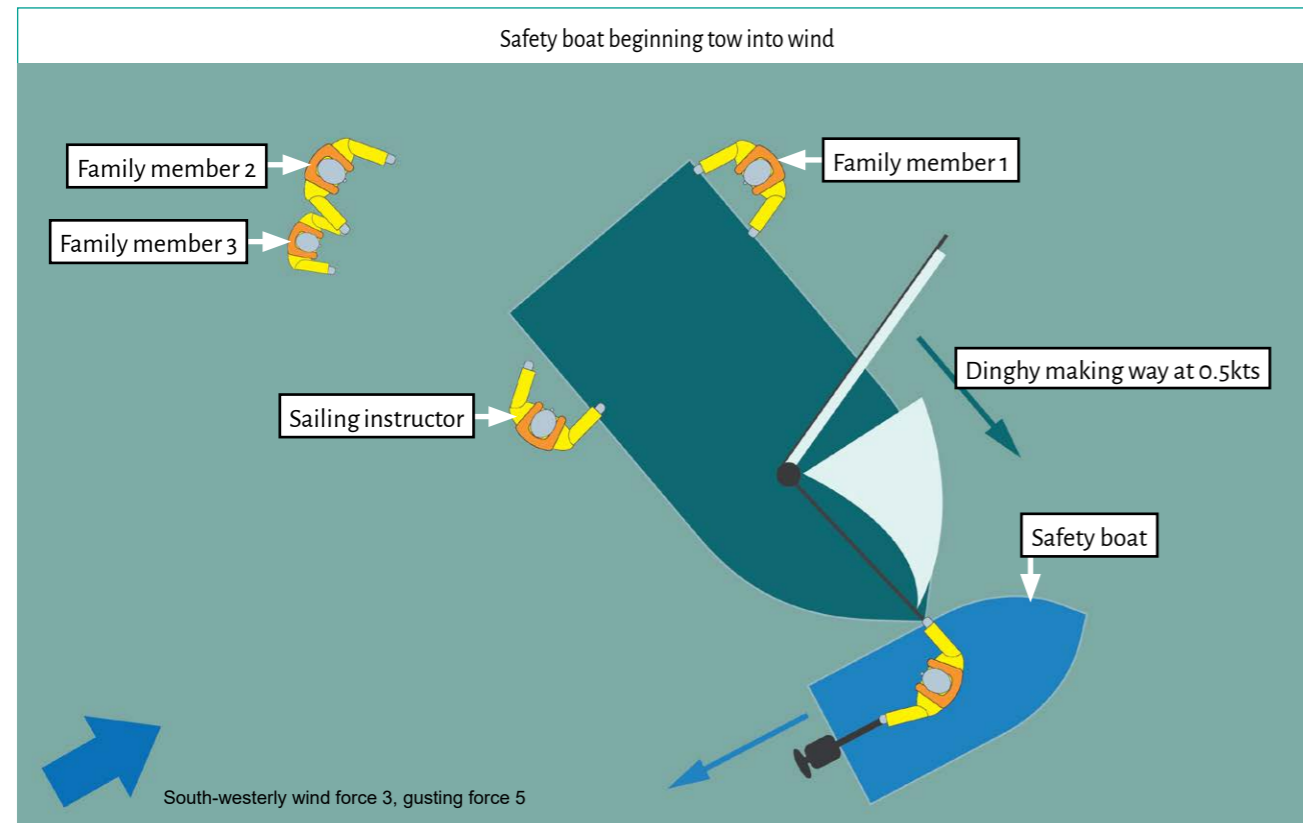 Safety boat beginning tow into wind
Family member 2
Family member 1
Family member 3
Dinghy making way at 0.5kts
Sailing instructor
Safety boat
South-westerly wind force 3, gusting force 5